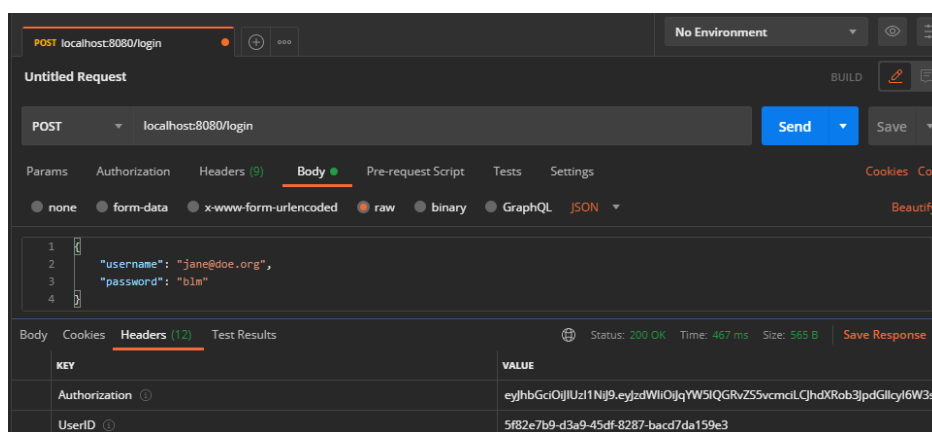 POST localhost:8080/login
No Environment
Untitled Request
BUILD
POST localhost:8080/login Send Save
Params Authorization Headers (9) Body Pre-request Script Tests Settings Cookies Co
none form-data x-www-form-urlencoded raw binary GraphQL JSON Beautify
1 {
2 "username": "jane@doe.org",
3 "password": "blm"
4 }
Body Cookies Headers (12) Test Results Status: 200 OK Time: 467 ms Size: 565 B Save Response
KEY VALUE
Authorization
UserID 5f82e7b9-d3a9-45df-8287-bacd7da159e3